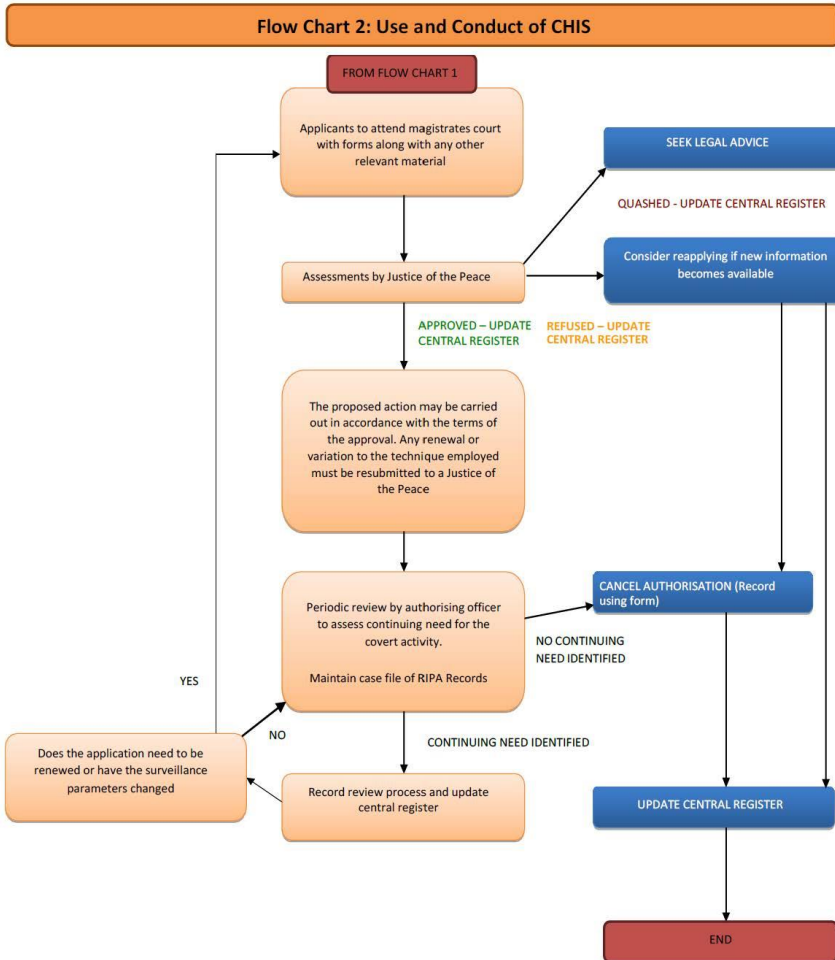 Flow Chart 2: Use and Conduct of CHIS
FROM FLOW CHART 1
Applicants to attend magistrates court
with forms along with any other
relevant material
SEEK LEGAL ADVICE
QUASHED - UPDATE CENTRAL REGISTER
Assessments by Justice of the Peace
Consider reapplying if new information
becomes available
APPROVED – UPDATE
CENTRAL REGISTER
REFUSED – UPDATE
CENTRAL REGISTER
The proposed action may be carried
out in accordance with the terms of
the approval. Any renewal or
variation to the technique employed
must be resubmitted to a Justice of
the Peace
Periodic review by authorising officer
to assess continuing need for the
covert activity.
Maintain case file of RIPA Records
CANCEL AUTHORISATION (Record
using form)
NO CONTINUING
NEED IDENTIFIED
YES
NO
CONTINUING NEED IDENTIFIED
Does the application need to be
renewed or have the surveillance
parameters changed
Record review process and update
central register
UPDATE CENTRAL REGISTER
END